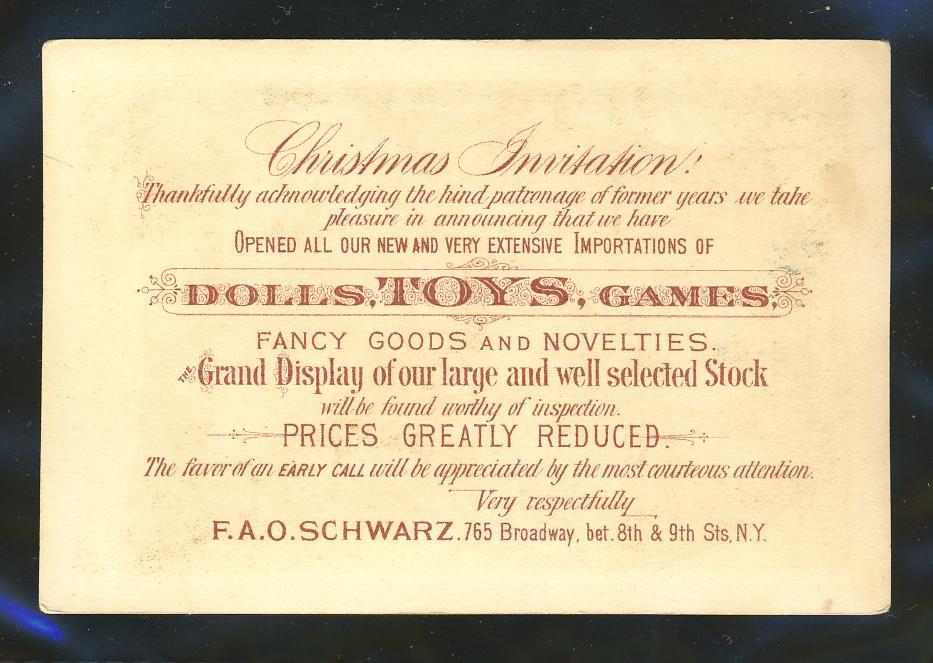 Christmas Invitation!
Thankfully acknowledging the kind patronage of former years we take
pleasure in announcing that we have
OPENED ALL OUR NEW AND VERY EXTENSIVE IMPORTATIONS OF
DOLLS, TOYS, GAMES,
FANCY GOODS AND NOVELTIES.
THE Grand Display of our large and well selected Stock
will be found worthy of inspection.
PRICES GREATLY REDUCED.
The favor of an EARLY CALL will be appreciated by the most courteous attention.
Very respectfully
F.A.O. SCHWARZ. 765 Broadway, bet. 8th & 9th Sts, N.Y.